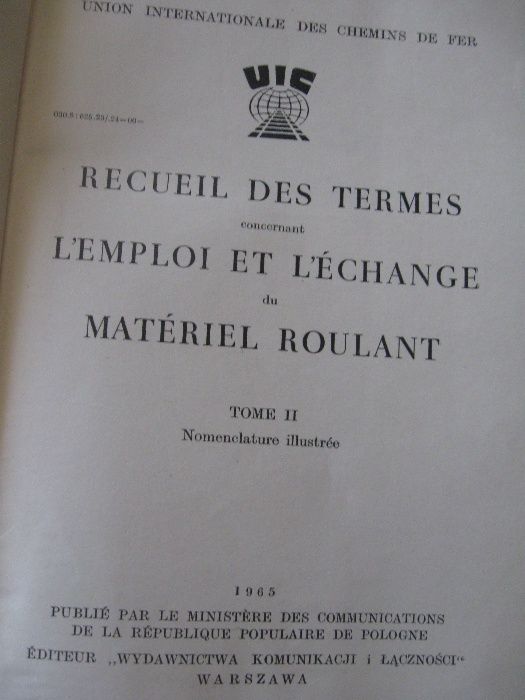 UNION INTERNATIONALE DES CHEMINS DE FER
UIC
030.8:625.23/.24=00=
RECUEIL DES TERMES
concernant
L'EMPLOI ET L'ÉCHANGE
du
MATÉRIEL ROULANT
TOME II
Nomenclature illustrée
1965
PUBLIÉ PAR LE MINISTÈRE DES COMMUNICATIONS
DE LA RÉPUBLIQUE POPULAIRE DE POLOGNE
ÉDITEUR „WYDAWNICTWA KOMUNIKACJI i ŁĄCZNOŚCI“
WARSZAWA